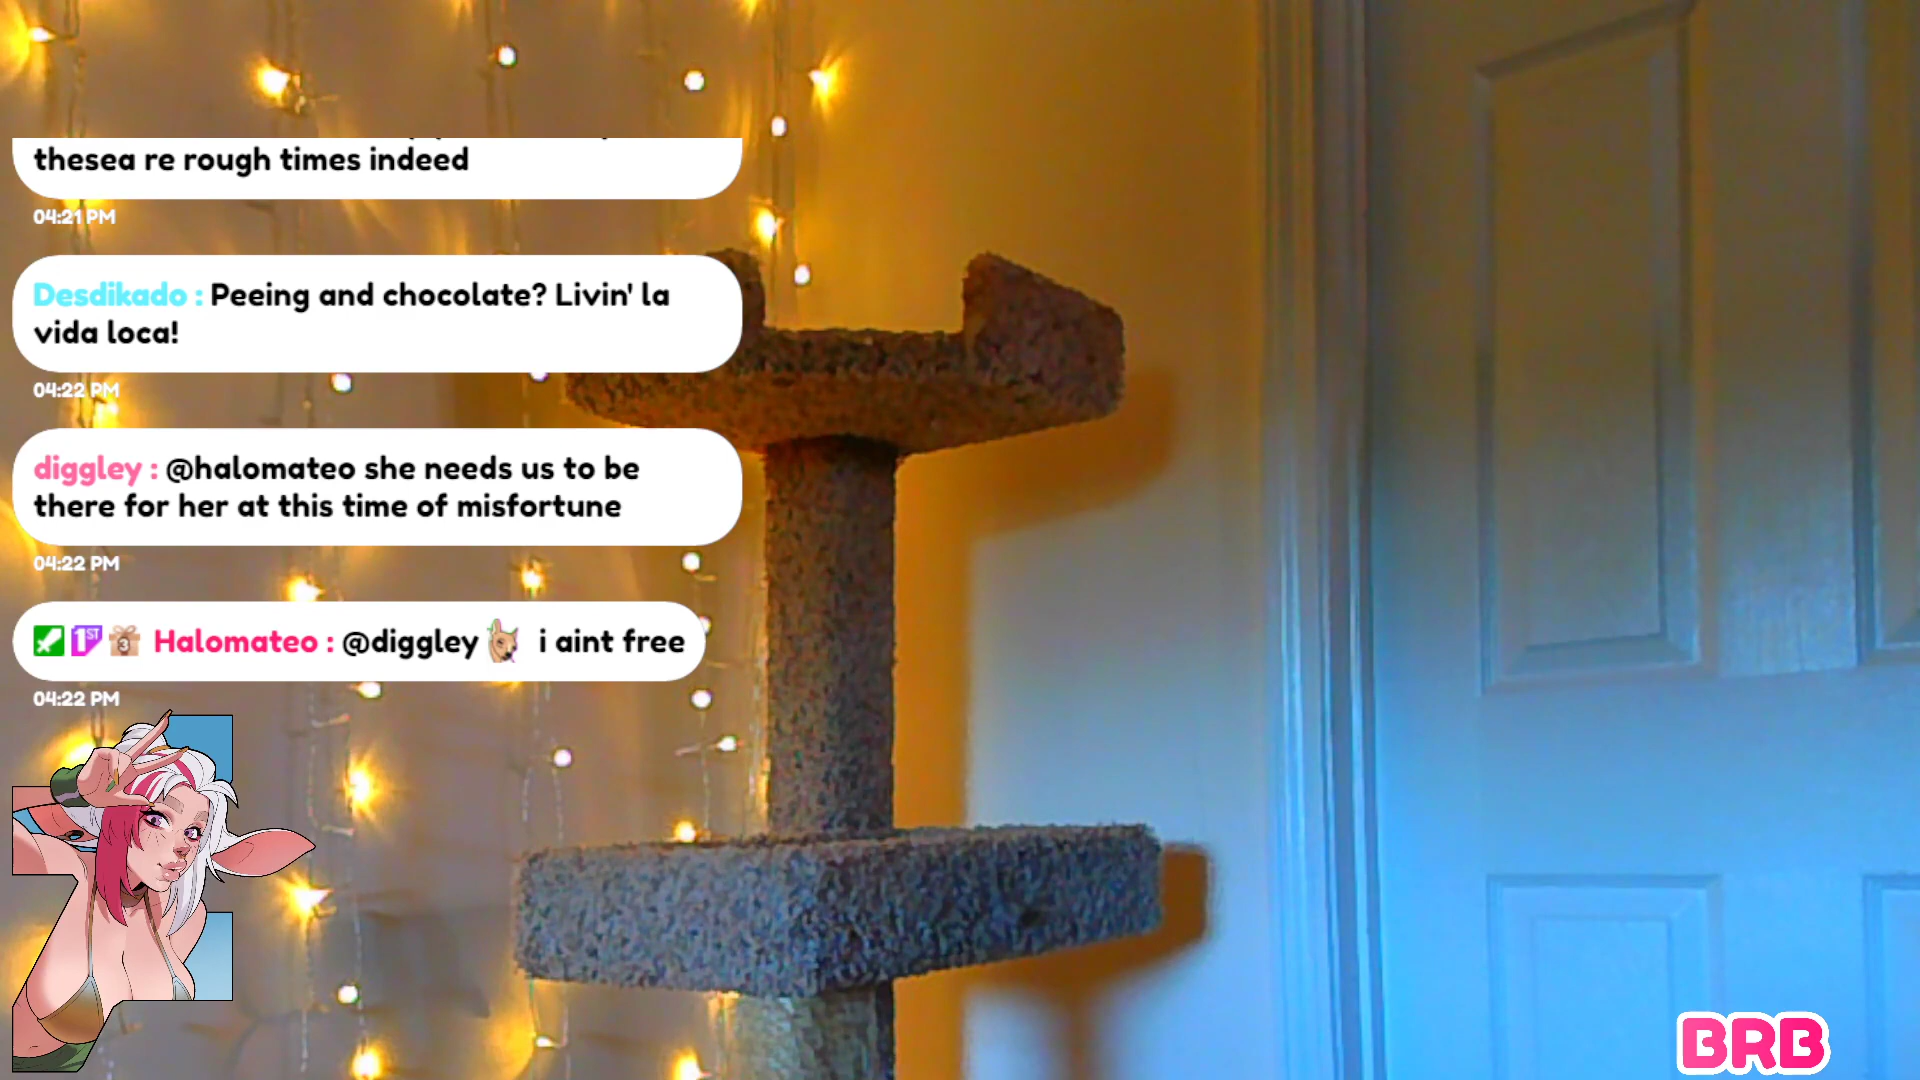 thesea re rough times indeed
04:21 PM
Desdikado : Peeing and chocolate? Livin' la
vida loca!
04:22 PM
diggley : @halomateo she needs us to be
there for her at this time of misfortune
04:22 PM
1ST 3 Halomateo : @diggley i aint free
04:22 PM
BRB